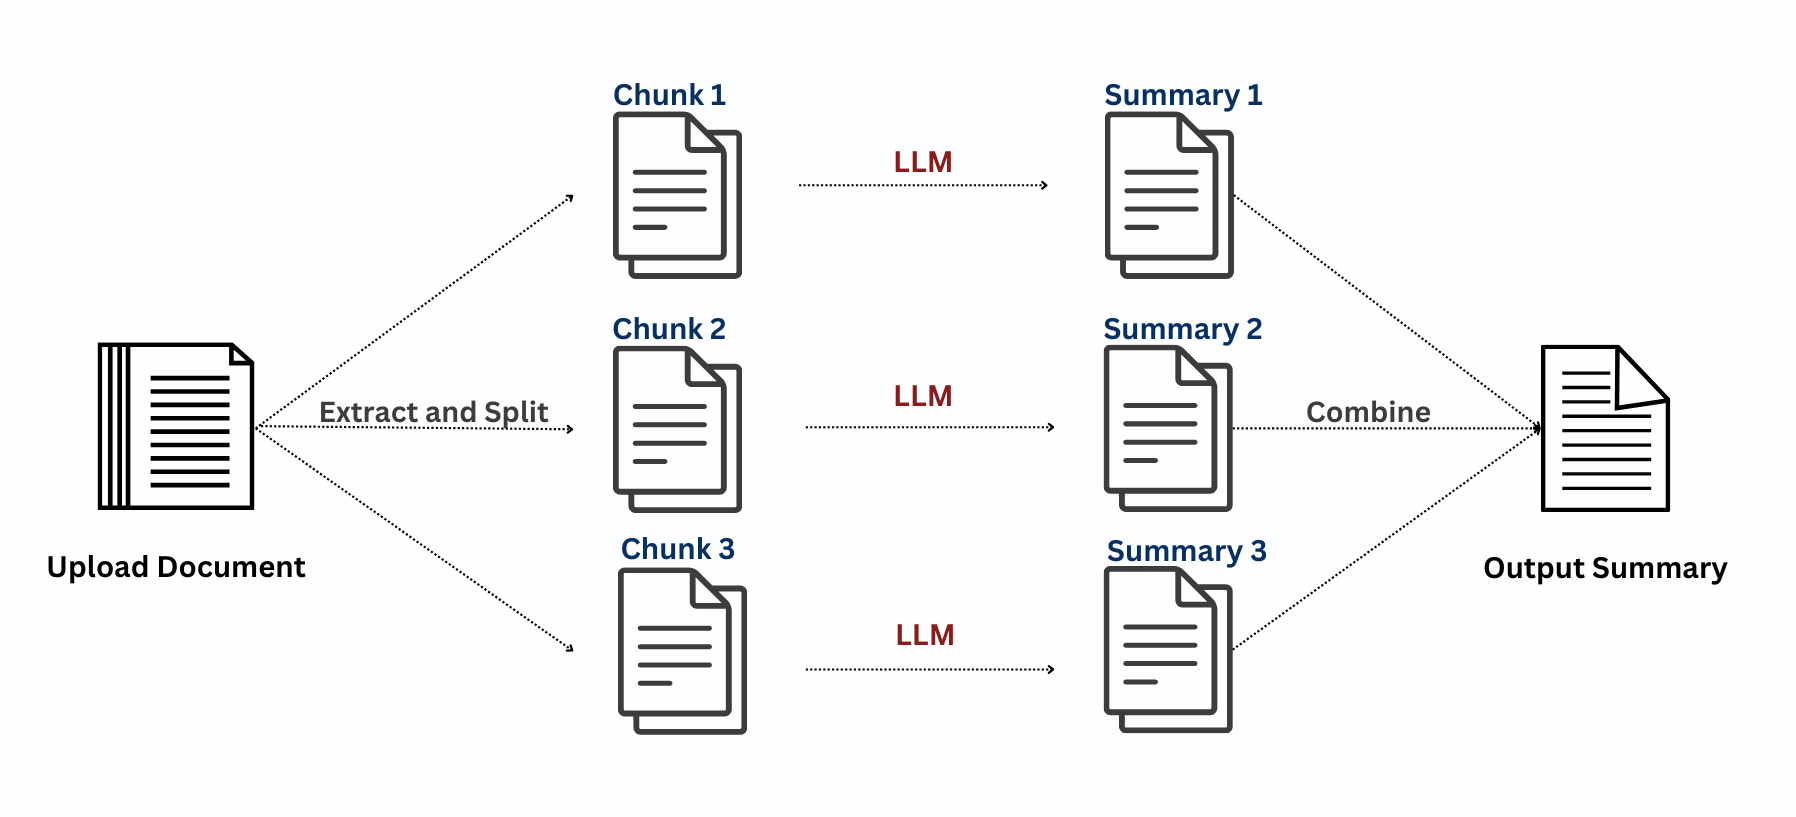 Chunk 1
Summary 1
LLM
Chunk 2
Summary 2
LLM
Extract and Split
Combine
Chunk 3
Summary 3
Upload Document
Output Summary
LLM